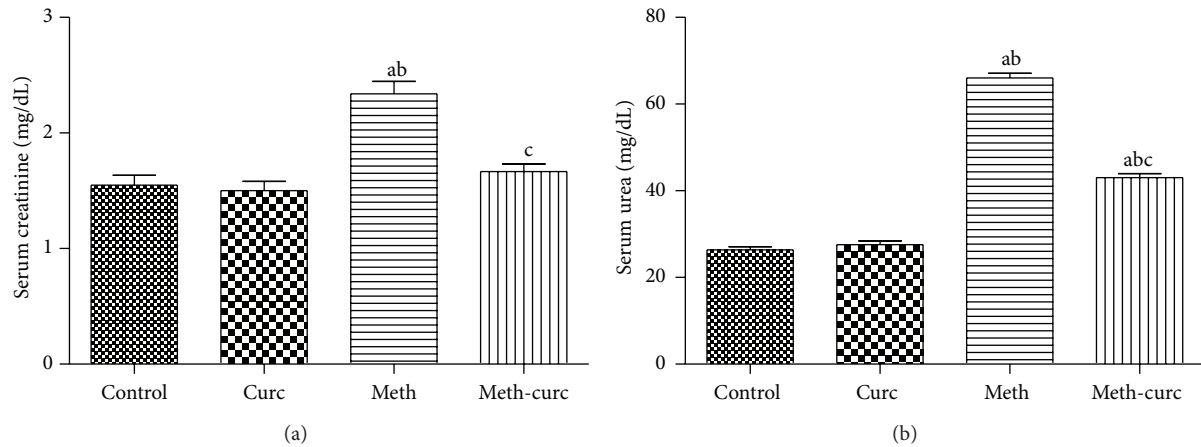 Serum creatinine (mg/dL)
3
2
1
0
ab
c
Control
Curc
Meth
Meth-curc
(a)
Serum urea (mg/dL)
80
60
40
20
0
ab
abc
Control
Curc
Meth
Meth-curc
(b)